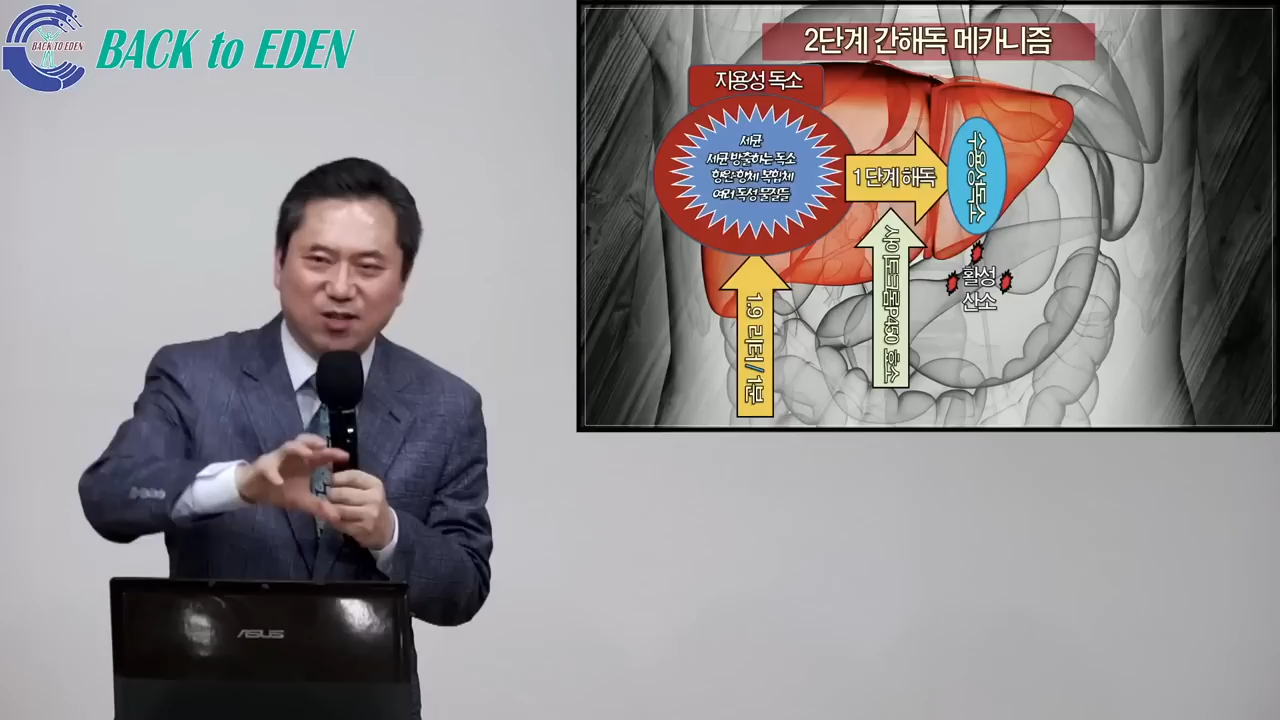 BACK TO EDEN
BACK to EDEN
2단계 간해독 메카니즘
지용성 독소
세균
세균 방출하는 독소
항원·항체 복합체
여러 독성 물질들
1단계 해독
수용성독소
활성
산소
1.9 리터/1분
사이토크롬P450 효소
ASUS